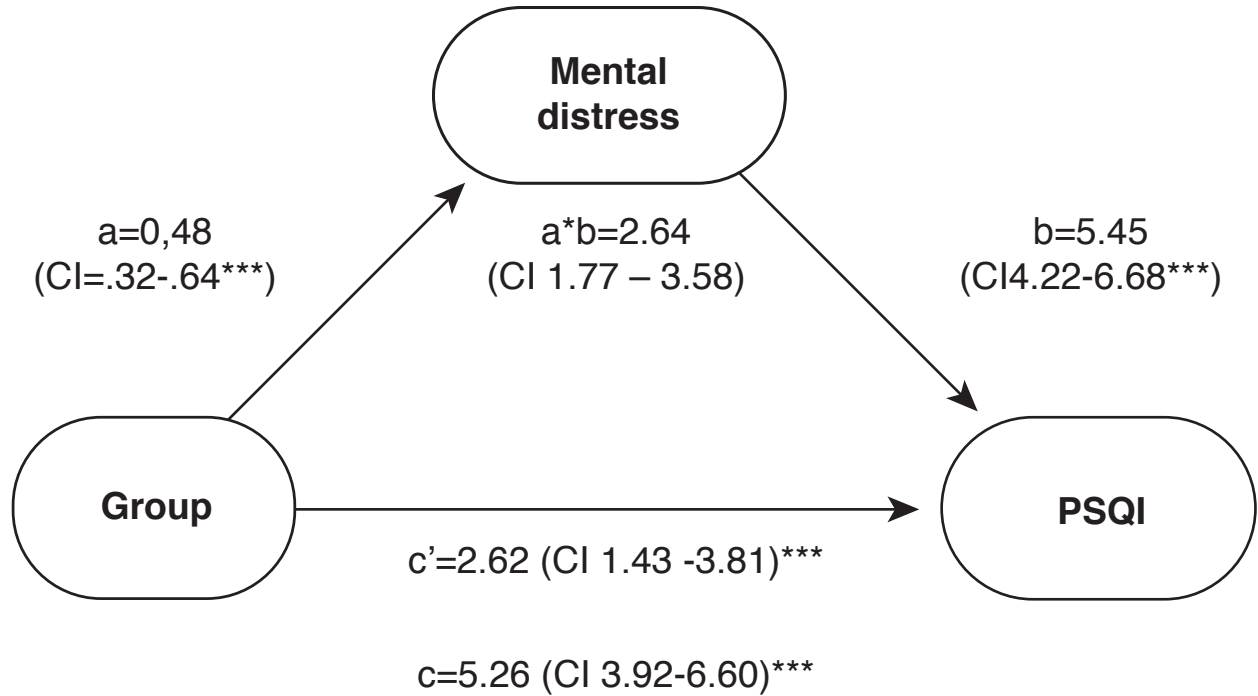 Mental
distress
a=0,48
(CI=.32-.64***)
a*b=2.64
(CI 1.77 – 3.58)
b=5.45
(CI4.22-6.68***)
Group
PSQI
c’=2.62 (CI 1.43 -3.81)***
c=5.26 (CI 3.92-6.60)***